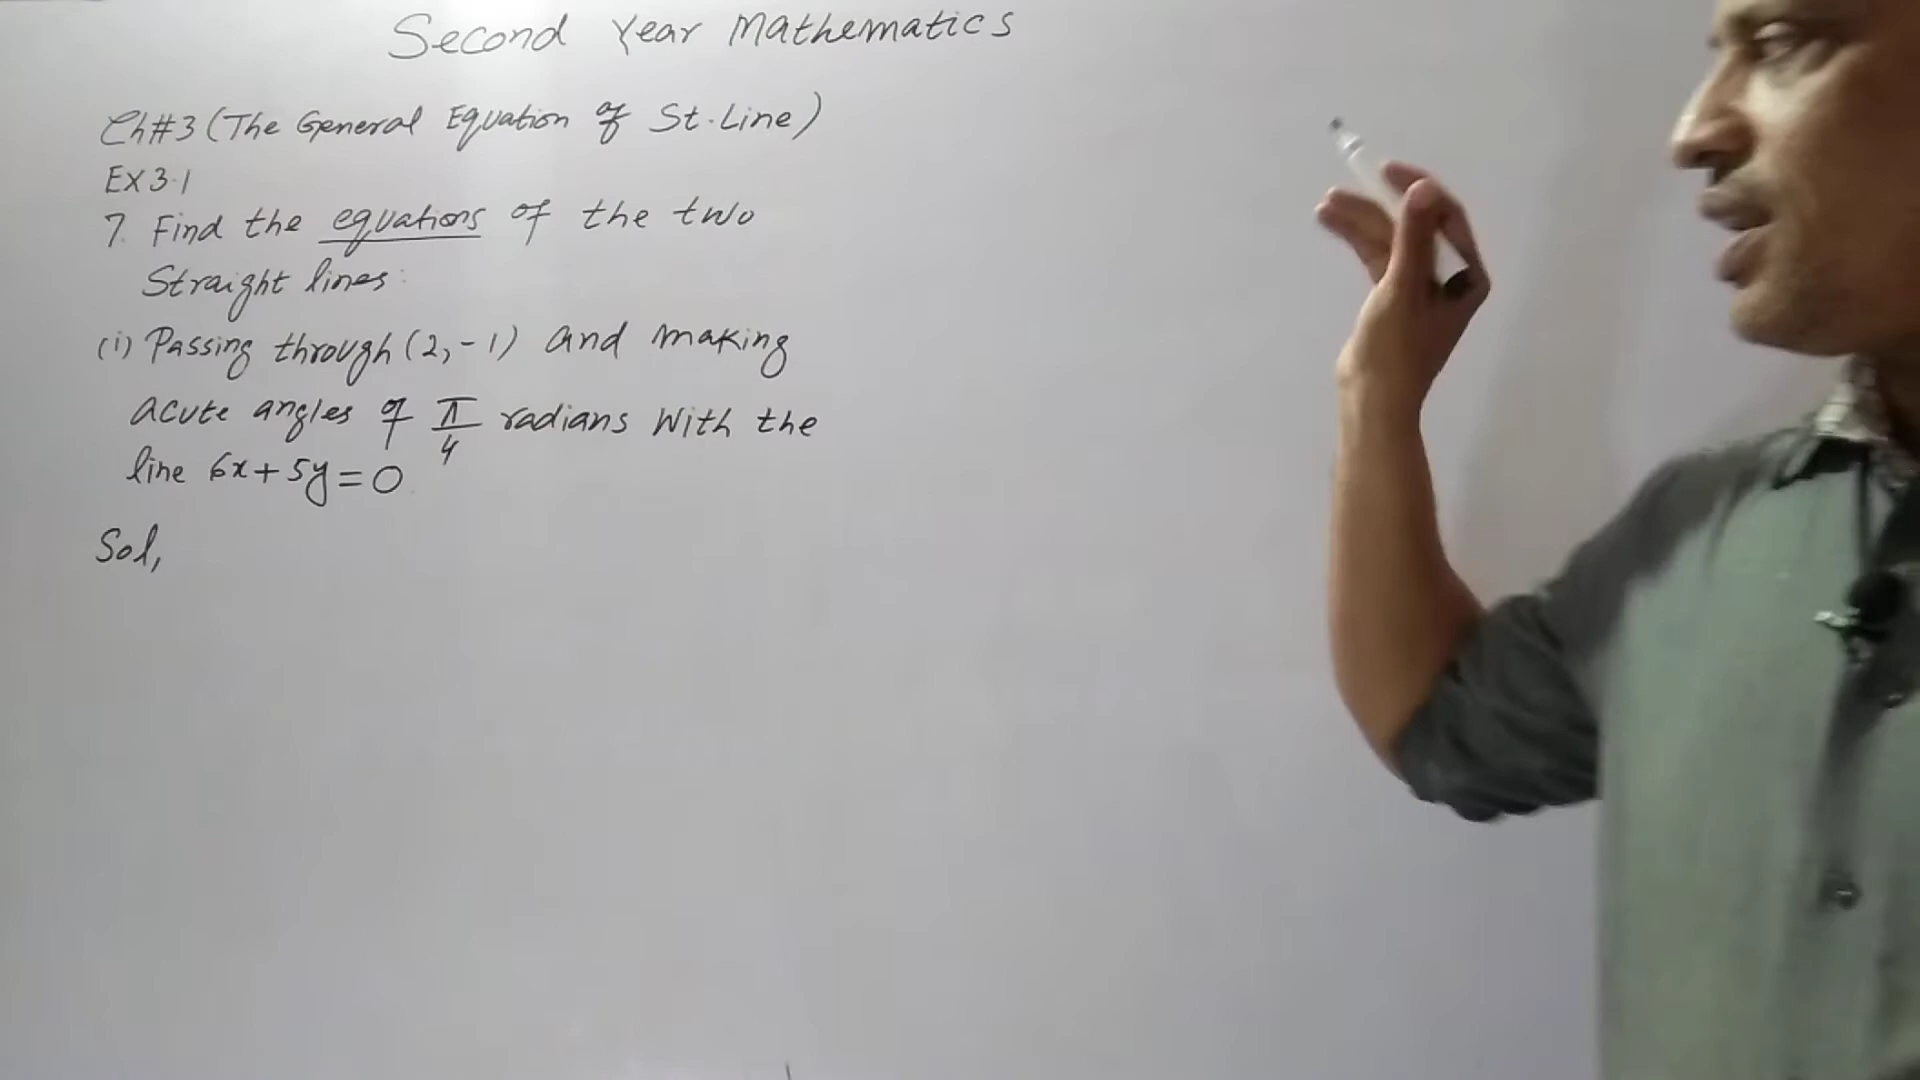 Second Year Mathematics
Ch#3 (The General Equation of St. Line)
EX 3.1
7. Find the equations of the two
Straight lines:
(i) Passing through (2, -1) and making
acute angles of π/4 radians With the
line 6x + 5y = 0
Sol,